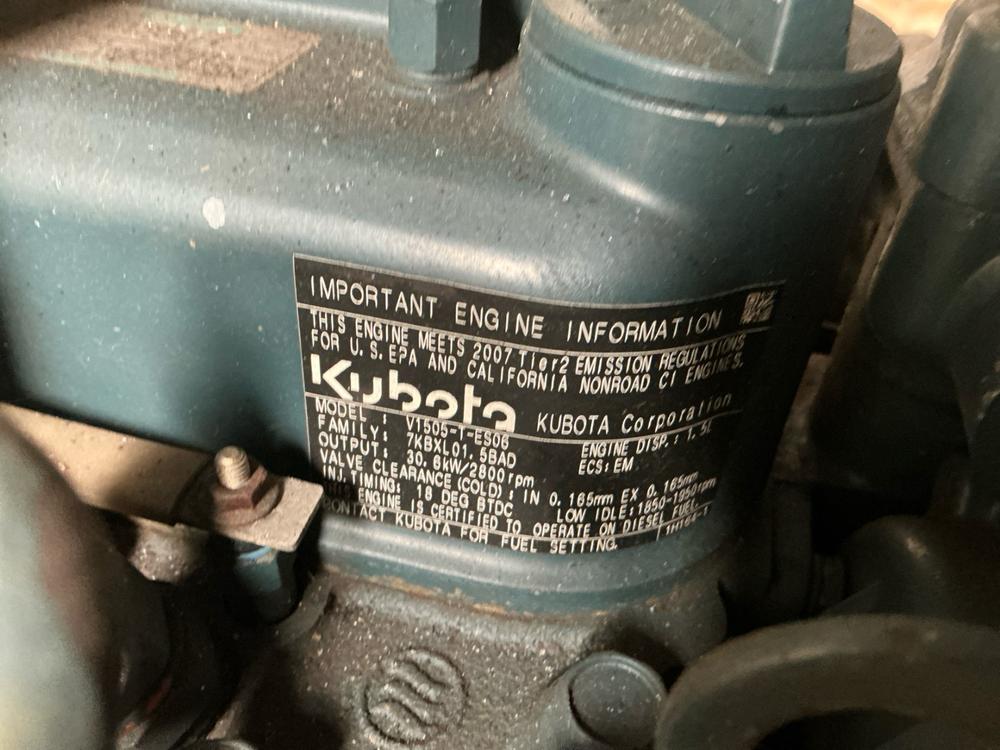 IMPORTANT ENGINE INFORMATION
THIS ENGINE MEETS 2007 Tier2 EMISSION REGULATIONS
FOR U.S.EPA AND CALIFORNIA NONROAD CI ENGINES.
Kubota KUBOTA Corporation
MODEL : V1505-T-ES06 ENGINE DISP.: 1.5L
FAMILY: 7KBXL01.5BAD ECS: EM
OUTPUT: 30.8kW/2800rpm
VALVE CLEARANCE (COLD): IN 0.165mm EX 0.165mm
INJ.TIMING: 18 DEG BTDC LOW IDLE:1850-1950rpm
THIS ENGINE IS CERTIFIED TO OPERATE ON DIESEL FUEL.
CONTACT KUBOTA FOR FUEL SETTING.